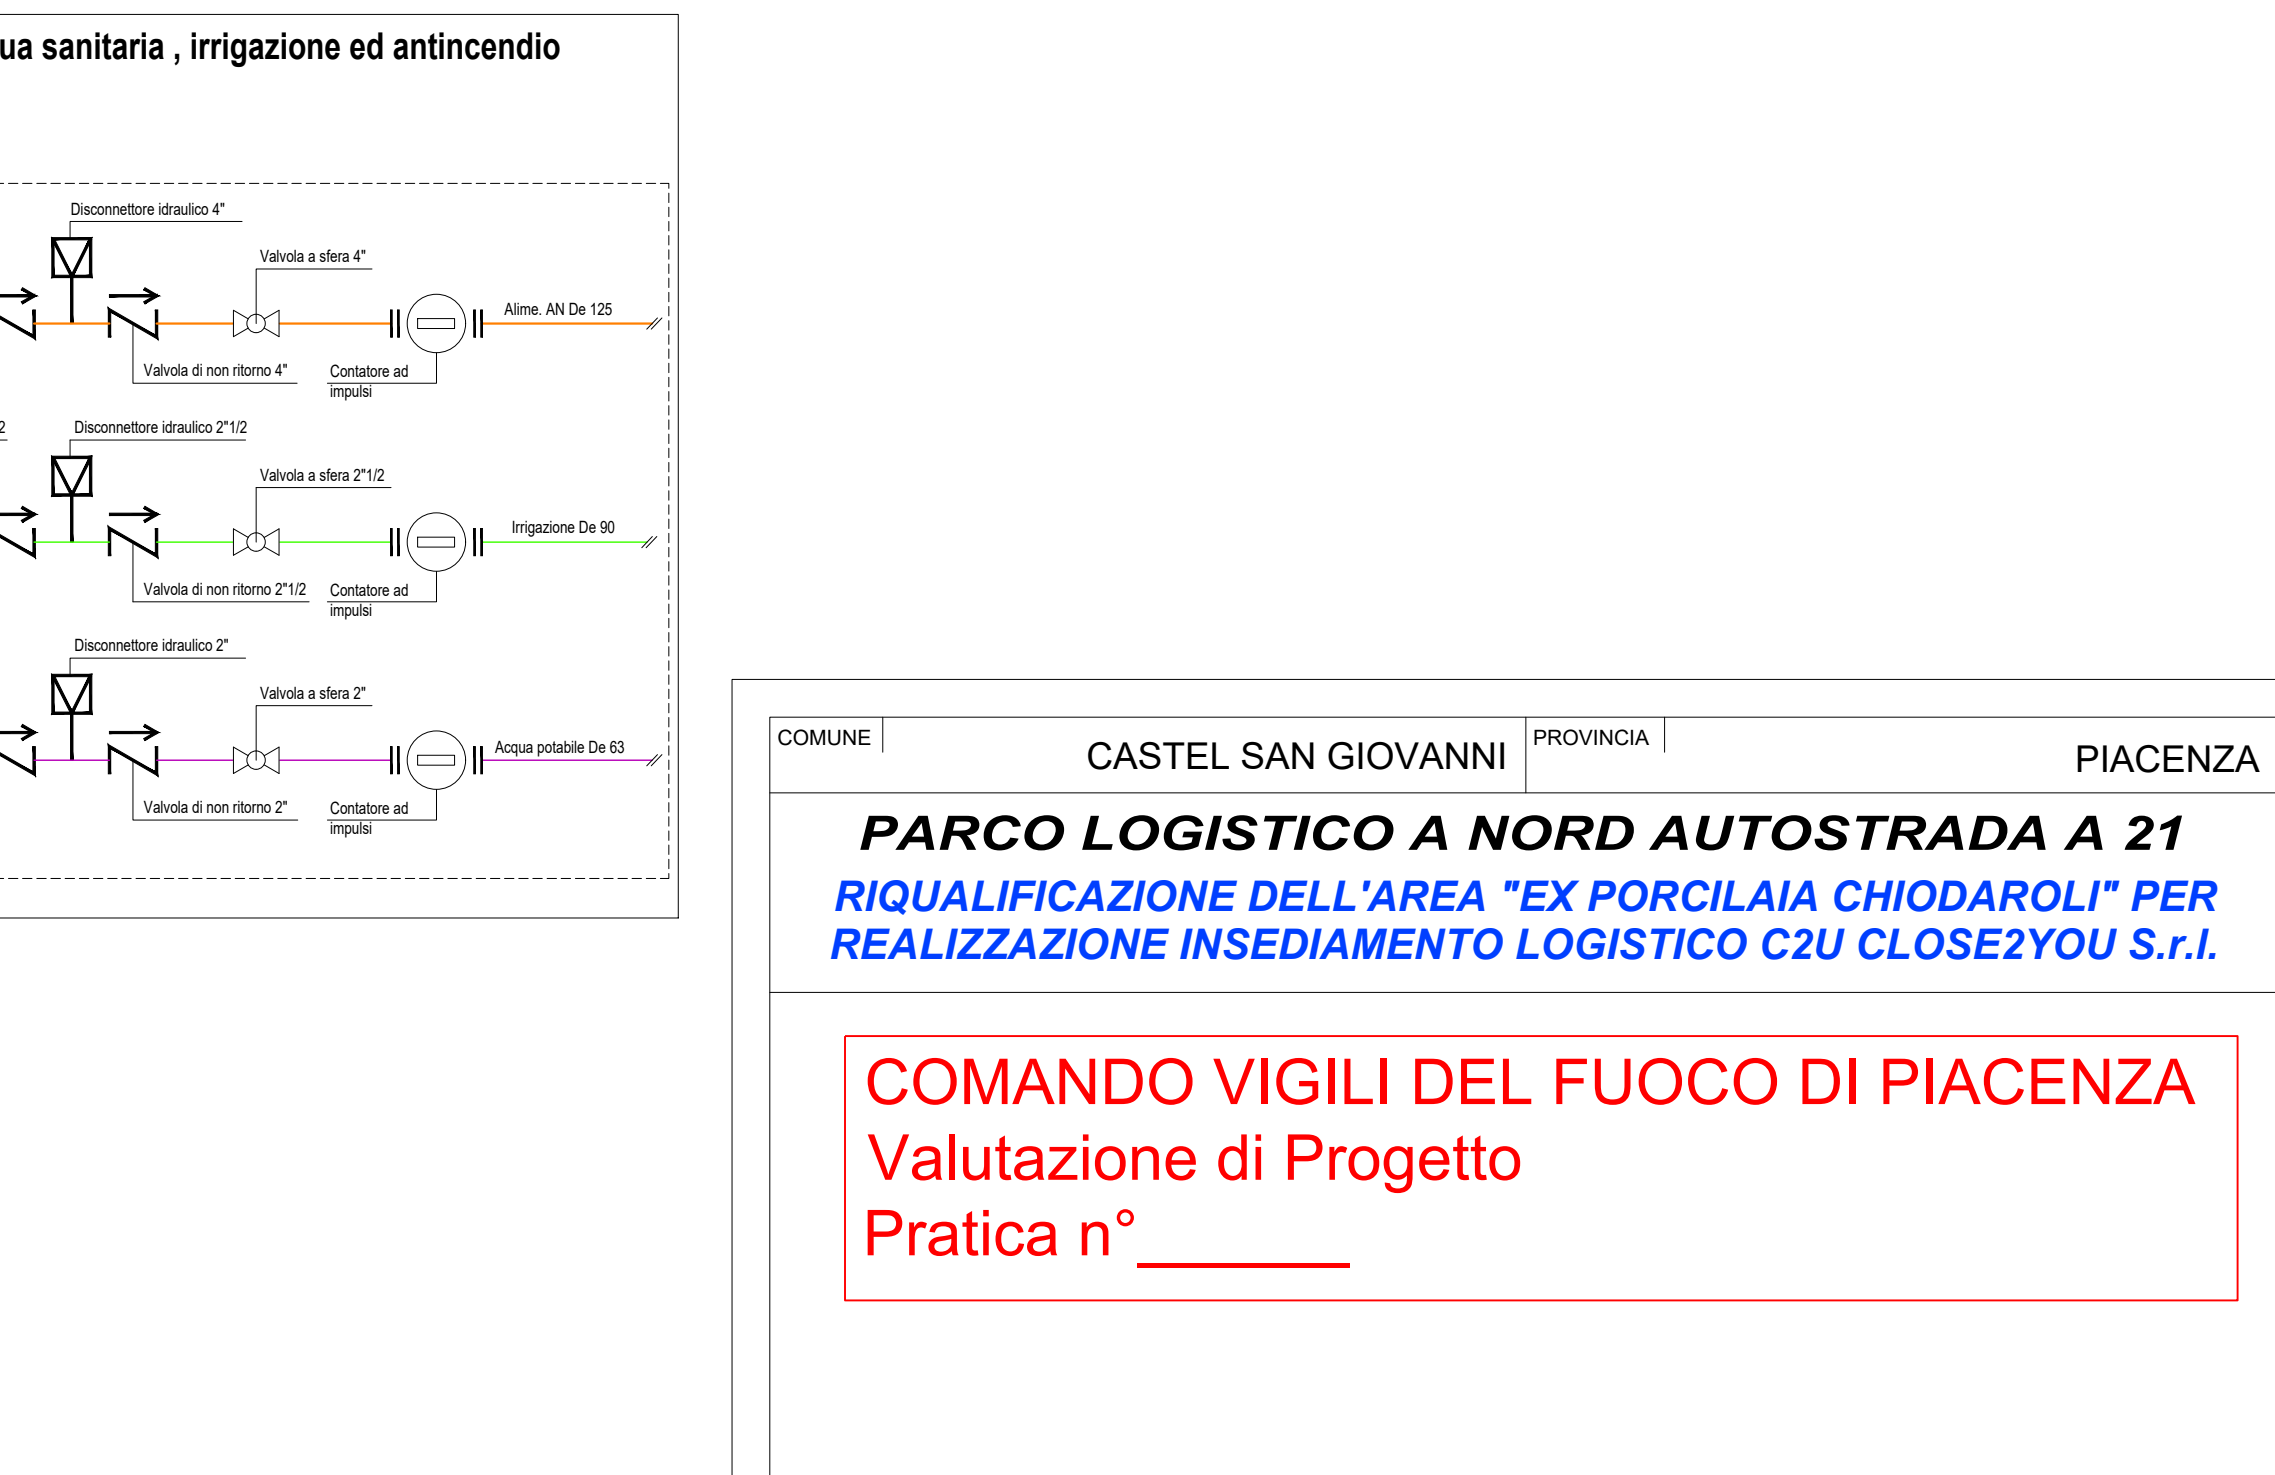 ua sanitaria , irrigazione ed antincendio
Disconnettore idraulico 4"
Valvola a sfera 4"
Alime. AN De 125
Valvola di non ritorno 4"
Contatore ad
impulsi
2
Disconnettore idraulico 2"1/2
Valvola a sfera 2"1/2
Irrigazione De 90
Valvola di non ritorno 2"1/2
Contatore ad
impulsi
Disconnettore idraulico 2"
Valvola a sfera 2"
Acqua potabile De 63
Valvola di non ritorno 2"
Contatore ad
impulsi
COMUNE
CASTEL SAN GIOVANNI
PROVINCIA
PIACENZA
PARCO LOGISTICO A NORD AUTOSTRADA A 21
RIQUALIFICAZIONE DELL'AREA "EX PORCILAIA CHIODAROLI" PER
REALIZZAZIONE INSEDIAMENTO LOGISTICO C2U CLOSE2YOU S.r.l.
COMANDO VIGILI DEL FUOCO DI PIACENZA
Valutazione di Progetto
Pratica n°______